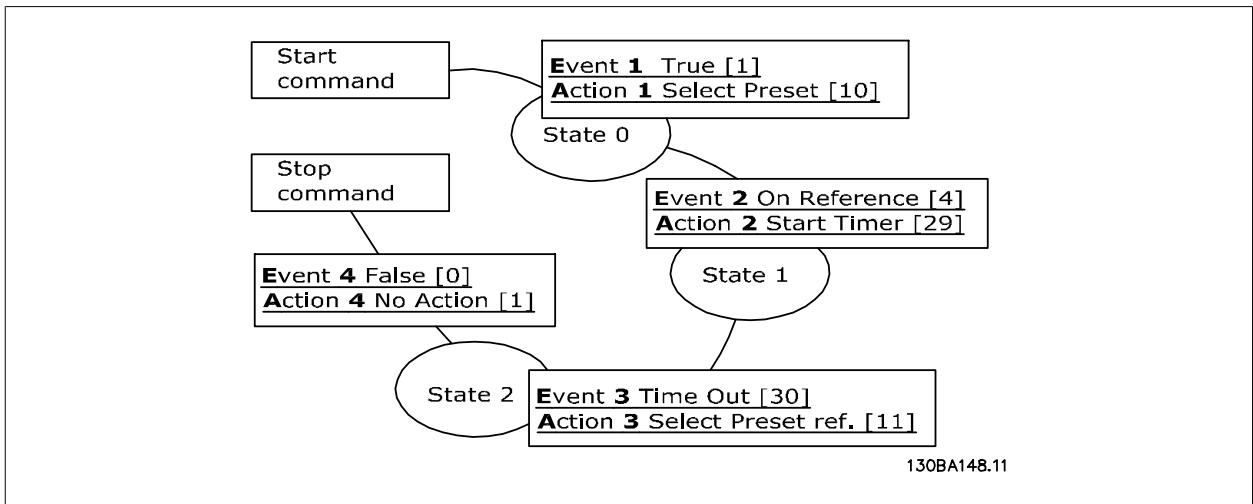 Start
command
Event 1 True [1]
Action 1 Select Preset [10]
State 0
Stop
command
Event 2 On Reference [4]
Action 2 Start Timer [29]
State 1
Event 4 False [0]
Action 4 No Action [1]
State 2
Event 3 Time Out [30]
Action 3 Select Preset ref. [11]
130BA148.11